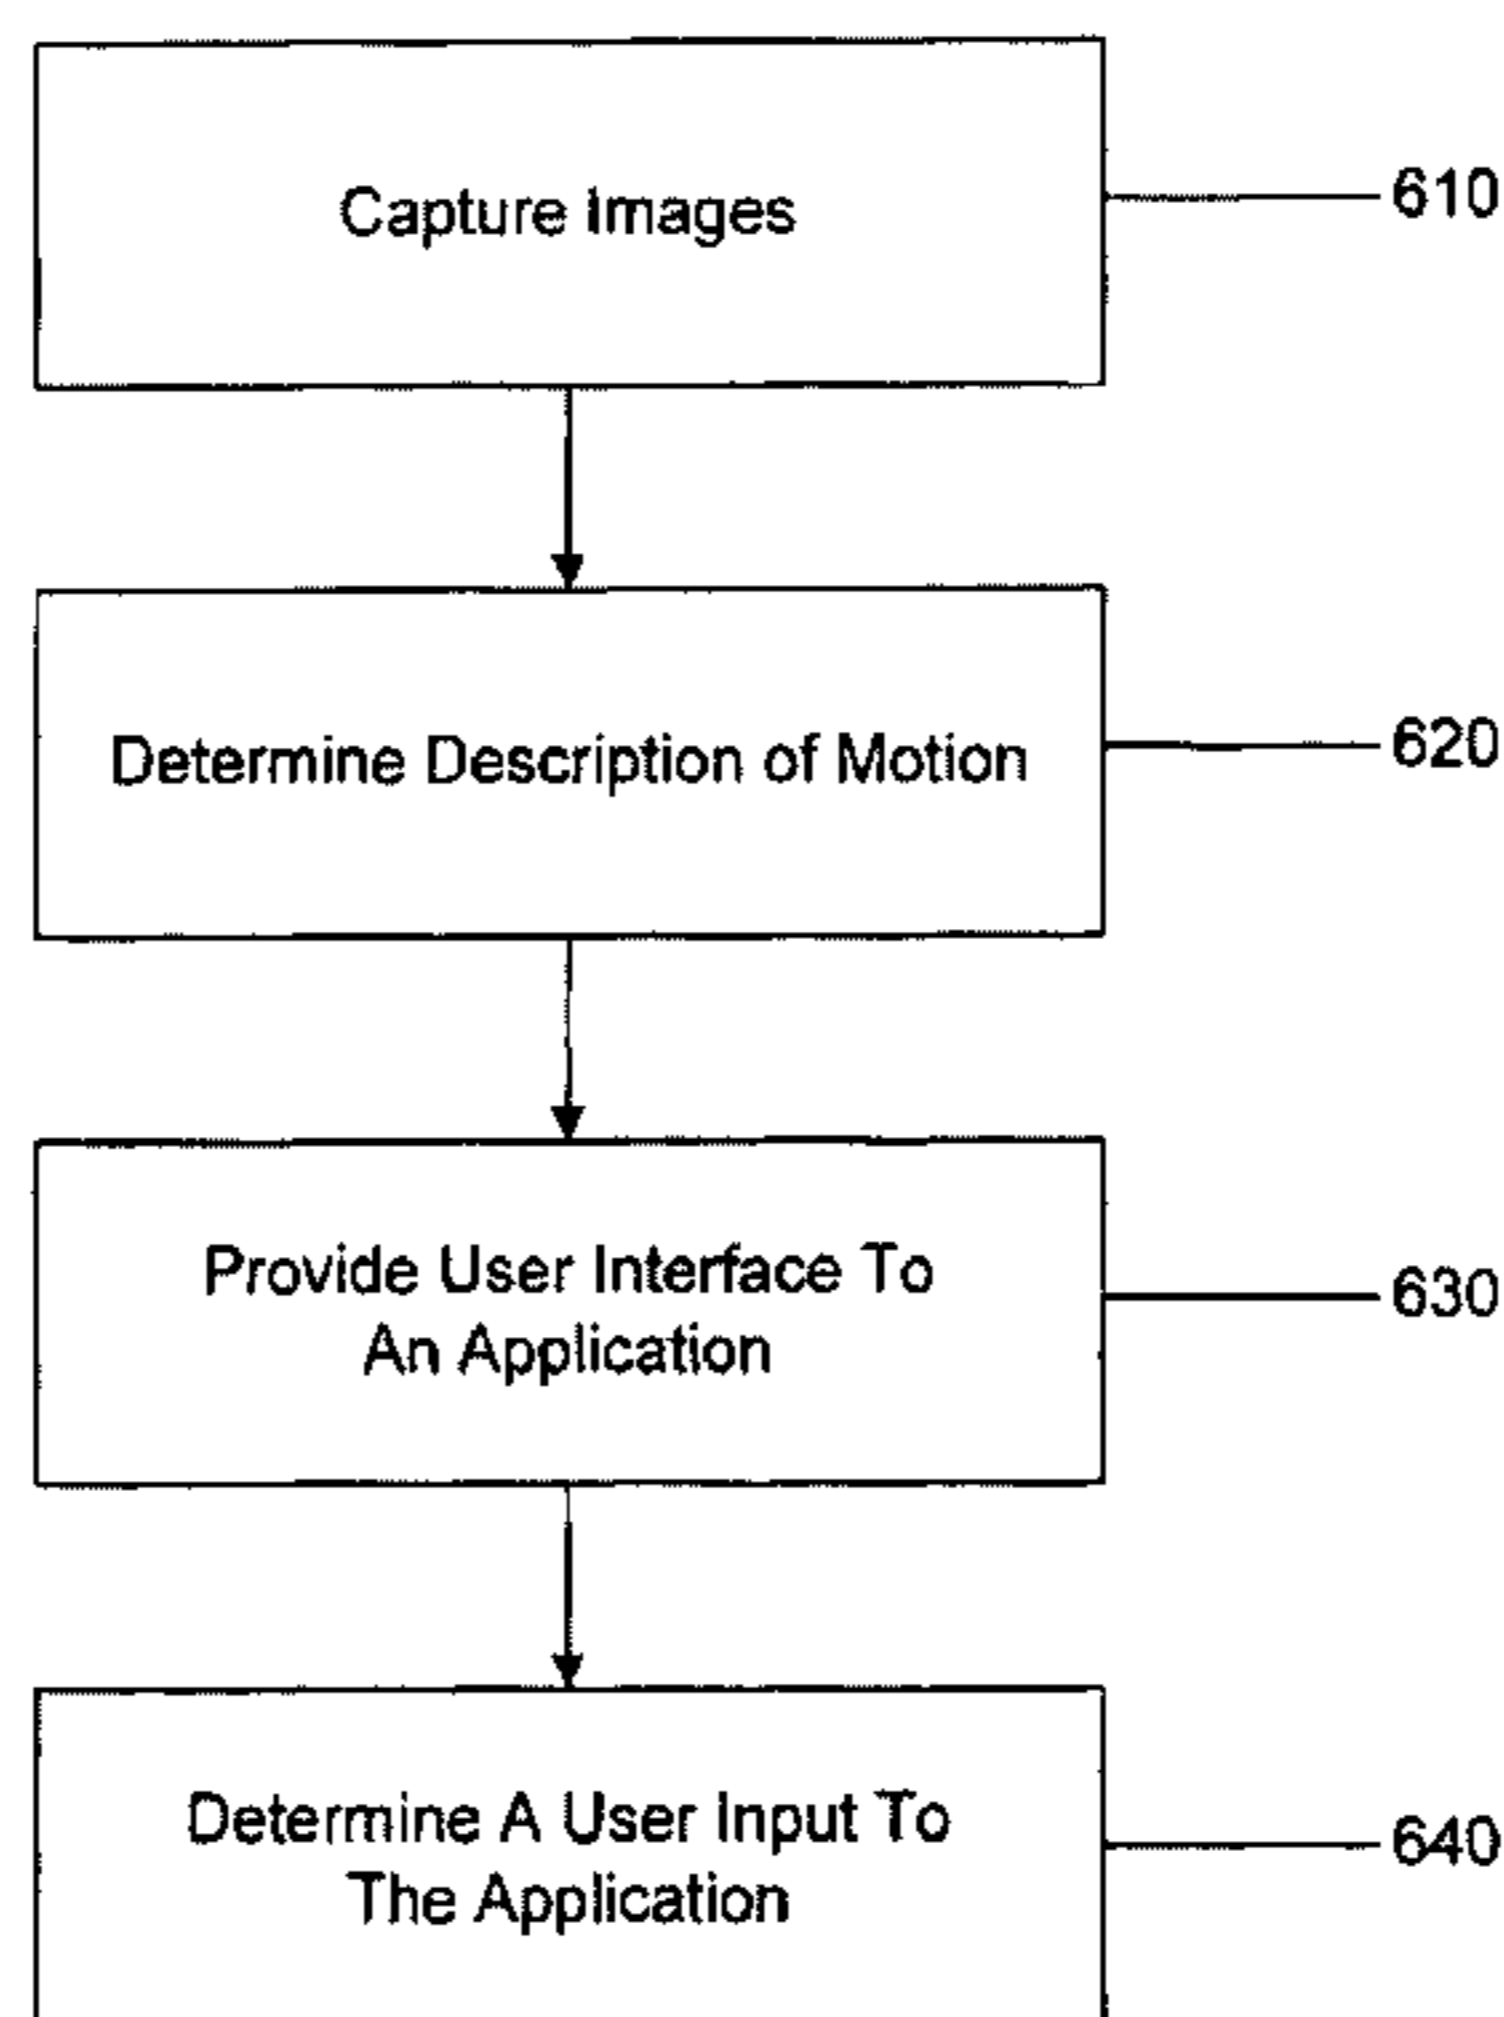 Capture Images
610
Determine Description of Motion
620
Provide User Interface To
An Application
630
Determine A User Input To
The Application
640